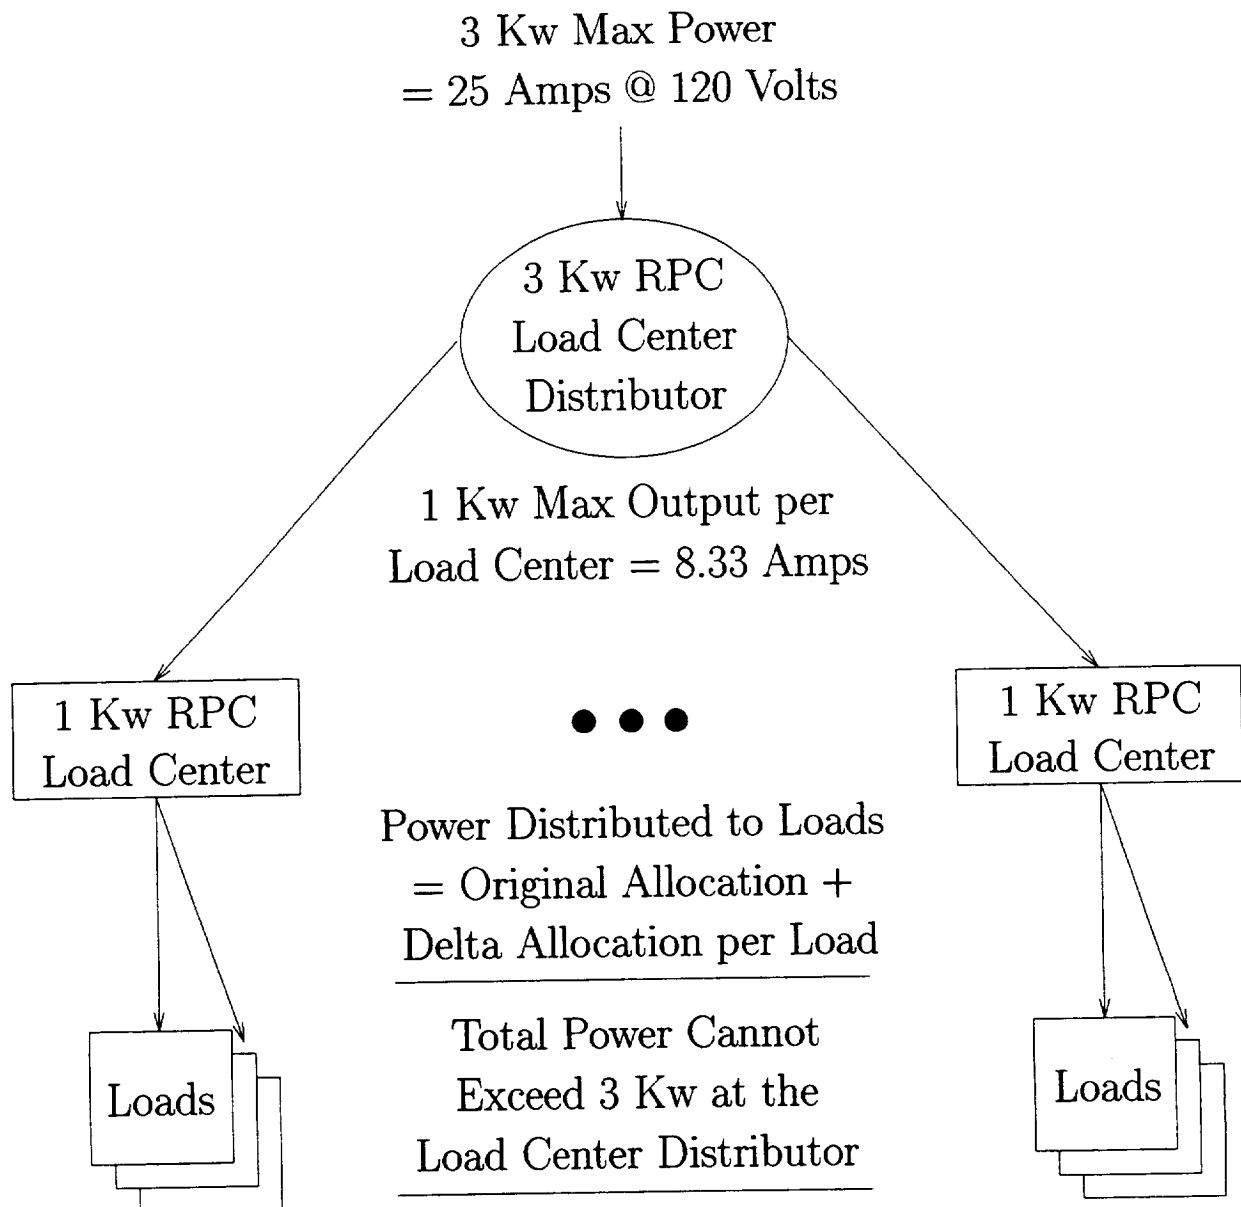 3 Kw Max Power
= 25 Amps @ 120 Volts
3 Kw RPC
Load Center
Distributor
1 Kw Max Output per
Load Center = 8.33 Amps
1 Kw RPC
Load Center
1 Kw RPC
Load Center
Power Distributed to Loads
= Original Allocation +
Delta Allocation per Load
Loads
Total Power Cannot
Exceed 3 Kw at the
Load Center Distributor
Loads